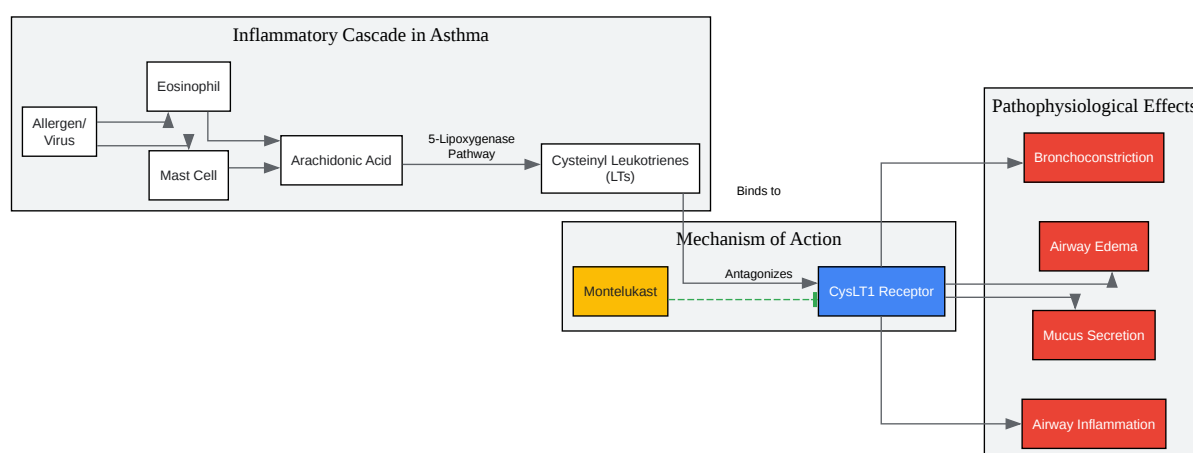 Inflammatory Cascade in Asthma
Eosinophil
Allergen/
Virus
Mast Cell
Arachidonic Acid
5-Lipoxygenase
Pathway
Cysteinyl Leukotrienes
(LTs)
Binds to
Mechanism of Action
Montelukast
Antagonizes
CysLT1 Receptor
Pathophysiological Effects
Bronchoconstriction
Airway Edema
Mucus Secretion
Airway Inflammation